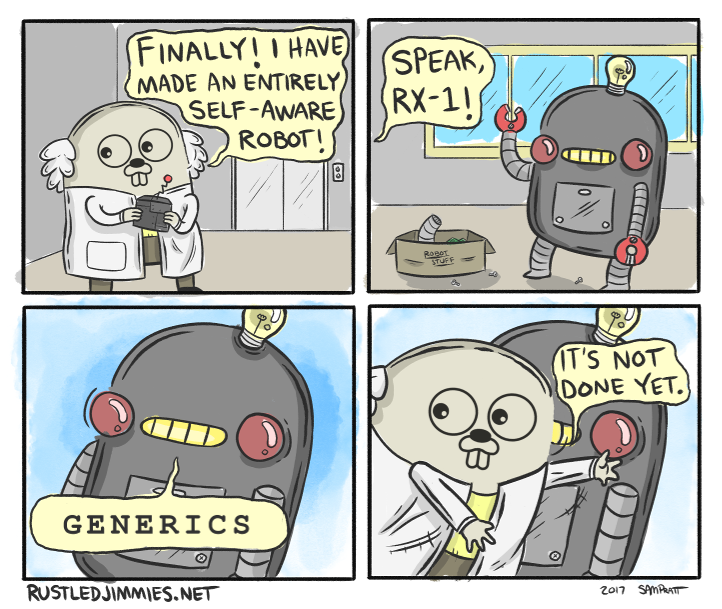 FINALLY! I HAVE
MADE AN ENTIRELY
SELF-AWARE
ROBOT!
SPEAK,
RX-1!
ROBOT
STUFF
GENERICS
IT'S NOT
DONE YET.
RUSTLEDJIMMIES.NET
2017 SAMPRATT